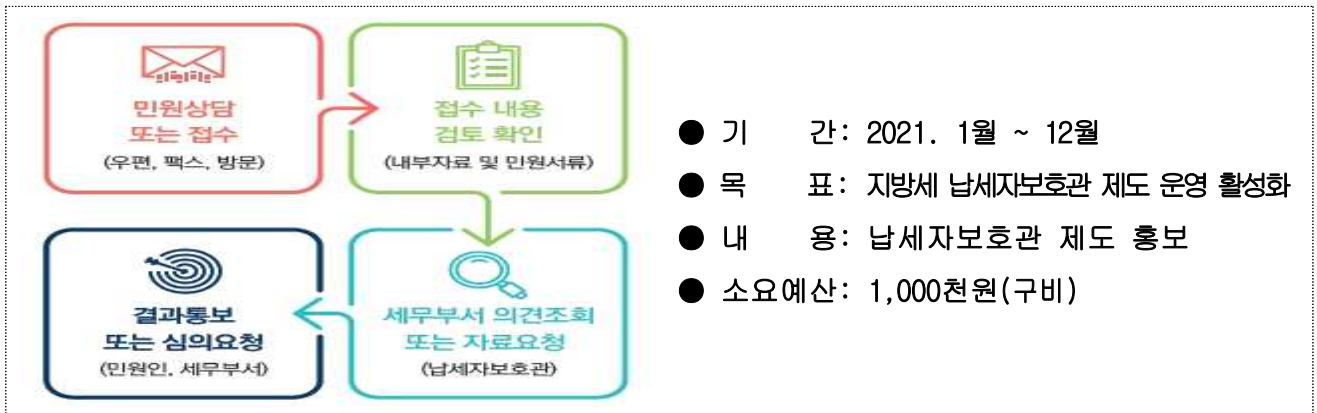 민원상담
또는 접수
(우편, 팩스, 방문)
접수 내용
검토 확인
(내부자료 및 민원서류)
세무부서 의견조회
또는 자료요청
(납세자보호관)
결과통보
또는 심의요청
(민원인, 세무부서)
● 기 간: 2021. 1월 ~ 12월
● 목 표: 지방세 납세자보호관 제도 운영 활성화
● 내 용: 납세자보호관 제도 홍보
● 소요예산: 1,000천원(구비)